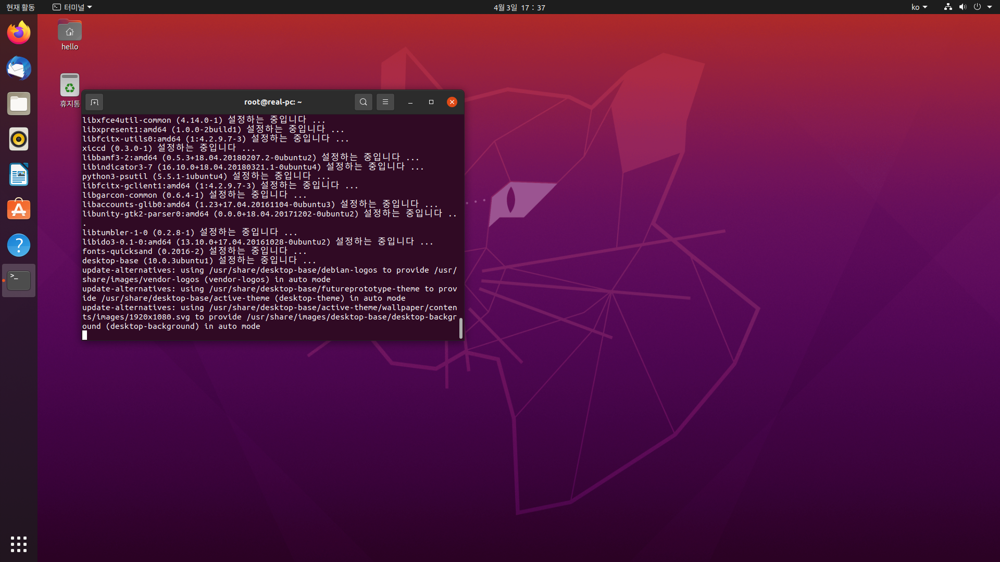 현재 활동
터미널
4월 3일 17 : 37
ko
hello
휴지통
root@real-pc: ~
libxfce4util-common (4.14.0-1) 설정하는 중입니다 ...
libxpresent1:amd64 (1.0.0-2build1) 설정하는 중입니다 ...
libfcitx-utils0:amd64 (1:4.2.9.7-3) 설정하는 중입니다 ...
xiccd (0.3.0-1) 설정하는 중입니다 ...
libbamf3-2:amd64 (0.5.3+18.04.20180207.2-0ubuntu2) 설정하는 중입니다 ...
libindicator3-7 (16.10.0+18.04.20180321.1-0ubuntu4) 설정하는 중입니다 ...
python3-psutil (5.5.1-1ubuntu4) 설정하는 중입니다 ...
libfcitx-gclient1:amd64 (1:4.2.9.7-3) 설정하는 중입니다 ...
libgarcon-common (0.6.4-1) 설정하는 중입니다 ...
libaccounts-glib0:amd64 (1.23+17.04.20161104-0ubuntu3) 설정하는 중입니다 ...
libunity-gtk2-parser0:amd64 (0.0.0+18.04.20171202-0ubuntu2) 설정하는 중입니다 ..
.
libtumbler-1-0 (0.2.8-1) 설정하는 중입니다 ...
libido3-0.1-0:amd64 (13.10.0+17.04.20161028-0ubuntu2) 설정하는 중입니다 ...
fonts-quicksand (0.2016-2) 설정하는 중입니다 ...
desktop-base (10.0.3ubuntu1) 설정하는 중입니다 ...
update-alternatives: using /usr/share/desktop-base/debian-logos to provide /usr/
share/images/vendor-logos (vendor-logos) in auto mode
update-alternatives: using /usr/share/desktop-base/futureprototype-theme to prov
ide /usr/share/desktop-base/active-theme (desktop-theme) in auto mode
update-alternatives: using /usr/share/desktop-base/active-theme/wallpaper/conten
ts/images/1920x1080.svg to provide /usr/share/images/desktop-base/desktop-backgr
ound (desktop-background) in auto mode